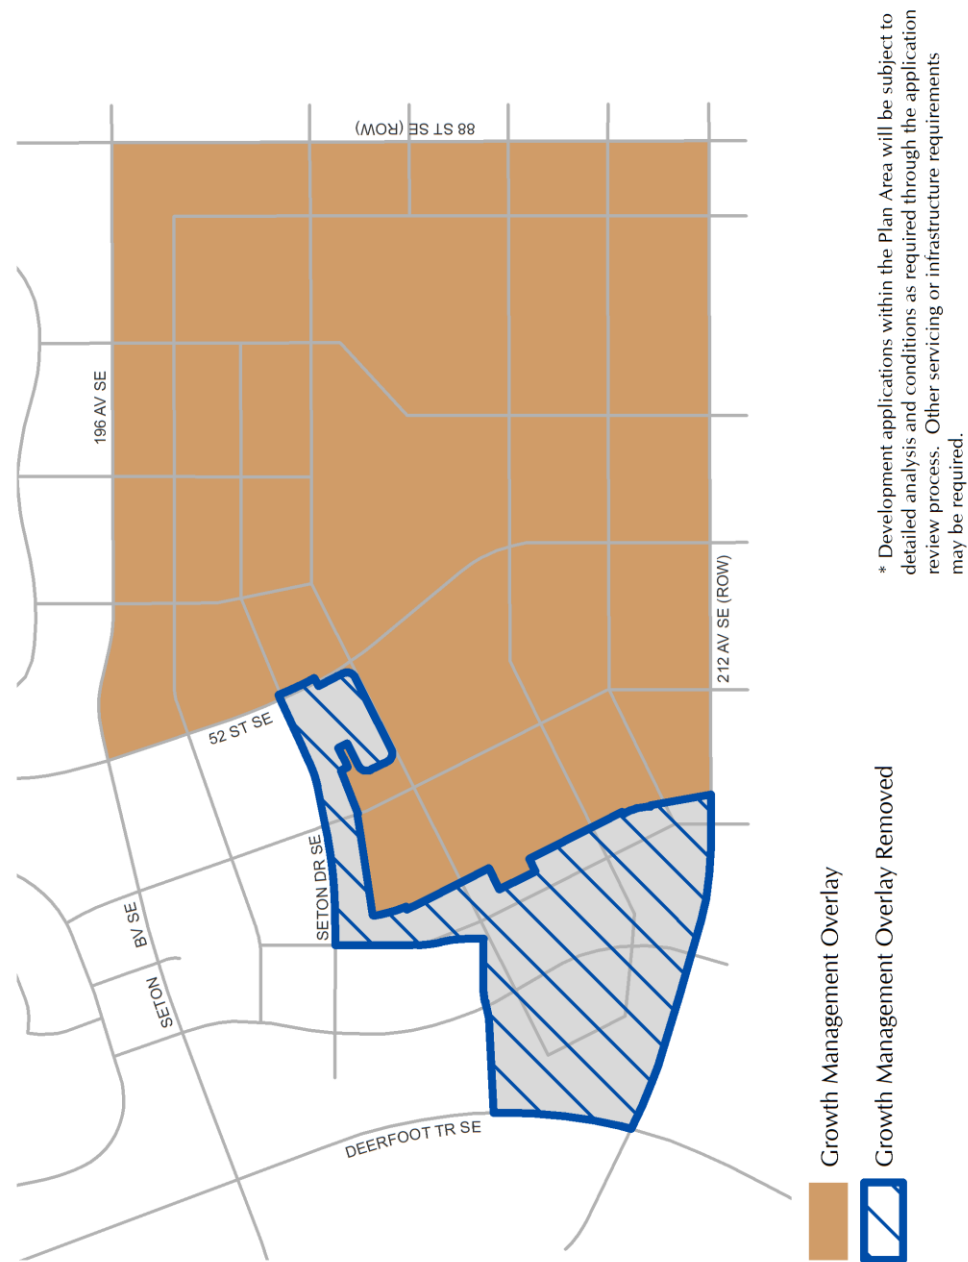 88 ST SE (ROW)
196 AV SE
52 ST SE
212 AV SE (ROW)
SETON DR SE
SETON BV SE
DEERFOOT TR SE
Growth Management Overlay
Growth Management Overlay Removed
* Development applications within the Plan Area will be subject to
detailed analysis and conditions as required through the application
review process. Other servicing or infrastructure requirements
may be required.